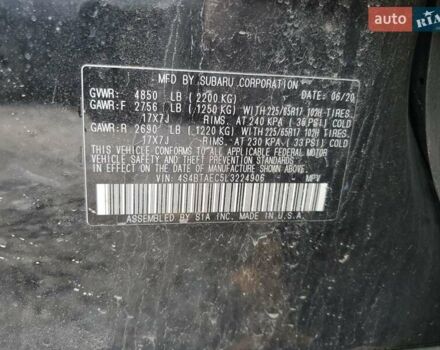 auto RIA
MFD BY SUBARU CORPORATION
GVWR: 4850 LB (2200 KG) DATE: 06/20
GAWR:F 2756 LB (1250 KG) WITH 225/65R17 102H TIRES.
17X7J RIMS, AT 240 KPA (35 PSI) COLD
GAWR:R 2690 LB (1220 KG) WITH 225/65R17 102H TIRES.
17X7J RIMS, AT 230 KPA (33 PSI) COLD
THIS VEHICLE CONFORMS TO ALL APPLICABLE FEDERAL MOTOR
VEHICLE SAFETY AND THEFT PREVENTION STANDARDS
IN EFFECT ON THE DATE OF MANUFACTURE SHOWN ABOVE.
VIN: 4S4BTAEC5L3224906 MPV
ASSEMBLED BY SIA INC. MADE IN U.S.A.